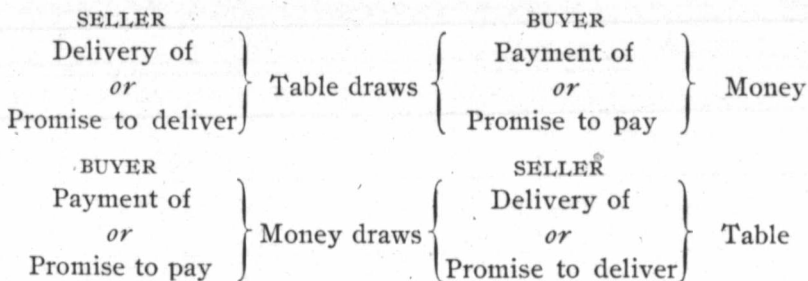 SELLER BUYER
Delivery of Payment of
or } Table draws { or } Money
Promise to deliver Promise to pay
BUYER SELLER
Payment of Delivery of
or } Money draws { or } Table
Promise to pay Promise to deliver